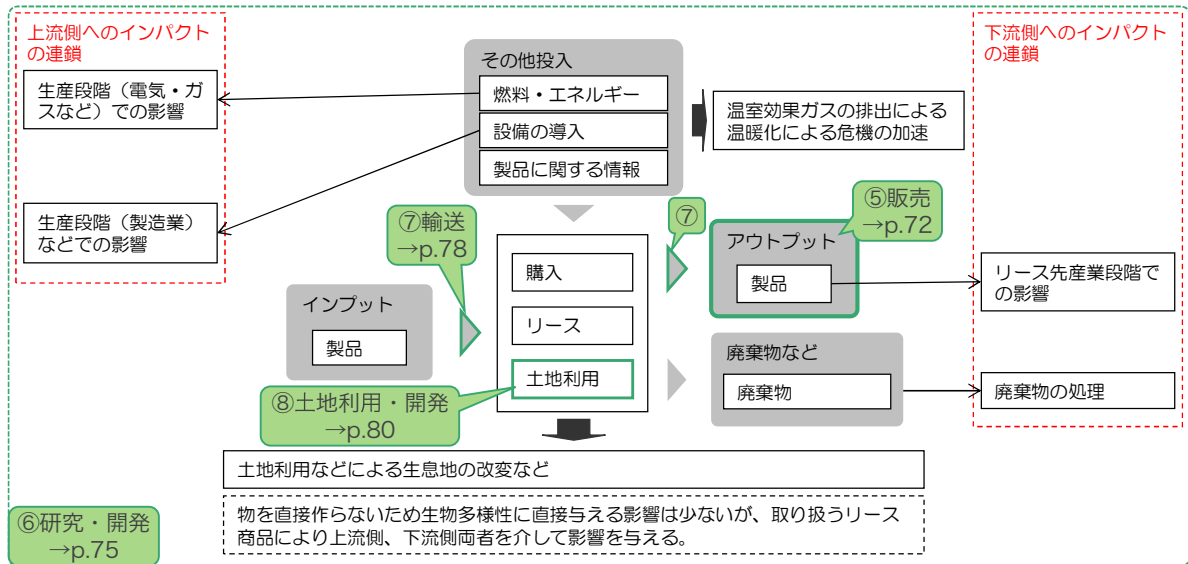 上流側へのインパクト
の連鎖
生産段階（電気・ガ
スなど）での影響
生産段階（製造業）
などでの影響
その他投入
燃料・エネルギー
設備の導入
製品に関する情報
温室効果ガスの排出による
温暖化による危機の加速
下流側へのインパクト
の連鎖
⑦輸送
→p.78
⑦
⑤販売
→p.72
インプット
製品
購入
リース
土地利用
アウトプット
製品
リース先産業段階で
の影響
廃棄物など
廃棄物
廃棄物の処理
⑧土地利用・開発
→p.80
土地利用などによる生息地の改変など
物を直接作らないため生物多様性に直接与える影響は少ないが、取り扱うリース
商品により上流側、下流側両者を介して影響を与える。
⑥研究・開発
→p.75